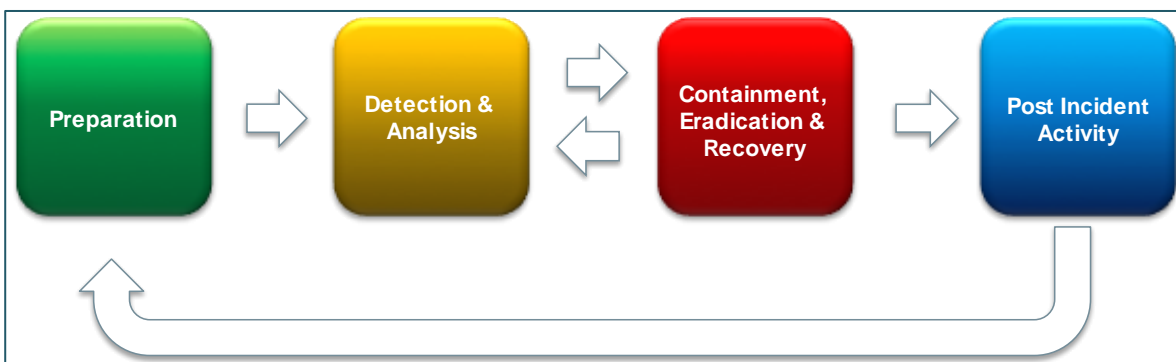 Preparation
Detection &
Analysis
Containment,
Eradication &
Recovery
Post Incident
Activity